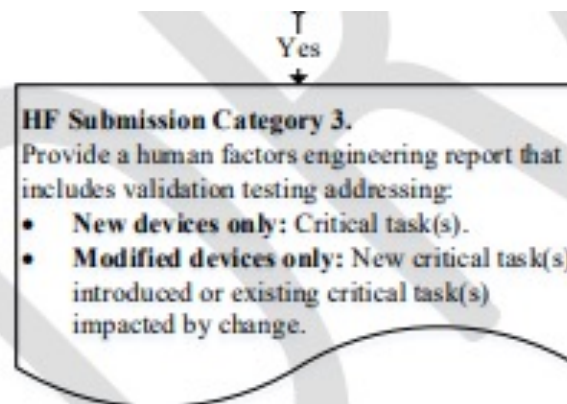 Yes
HF Submission Category 3.
Provide a human factors engineering report that
includes validation testing addressing:
• New devices only: Critical task(s).
• Modified devices only: New critical task(s)
introduced or existing critical task(s)
impacted by change.